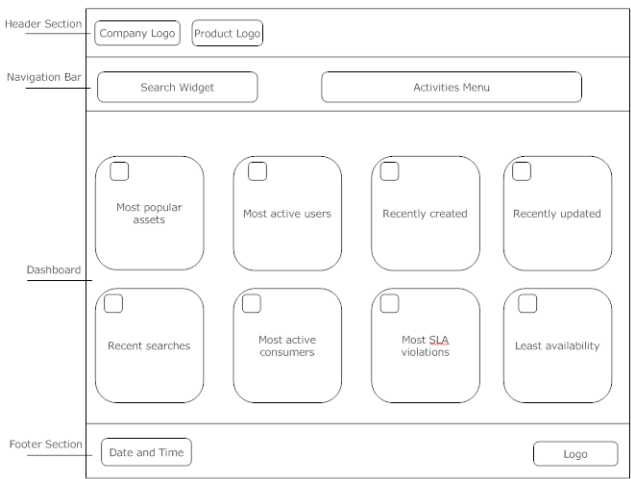 Header Section
Company Logo
Product Logo
Navigation Bar
Search Widget
Activities Menu
Most popular
assets
Most active users
Recently created
Recently updated
Dashboard
Recent searches
Most active
consumers
Most SLA
violations
Least availability
Footer Section
Date and Time
Logo